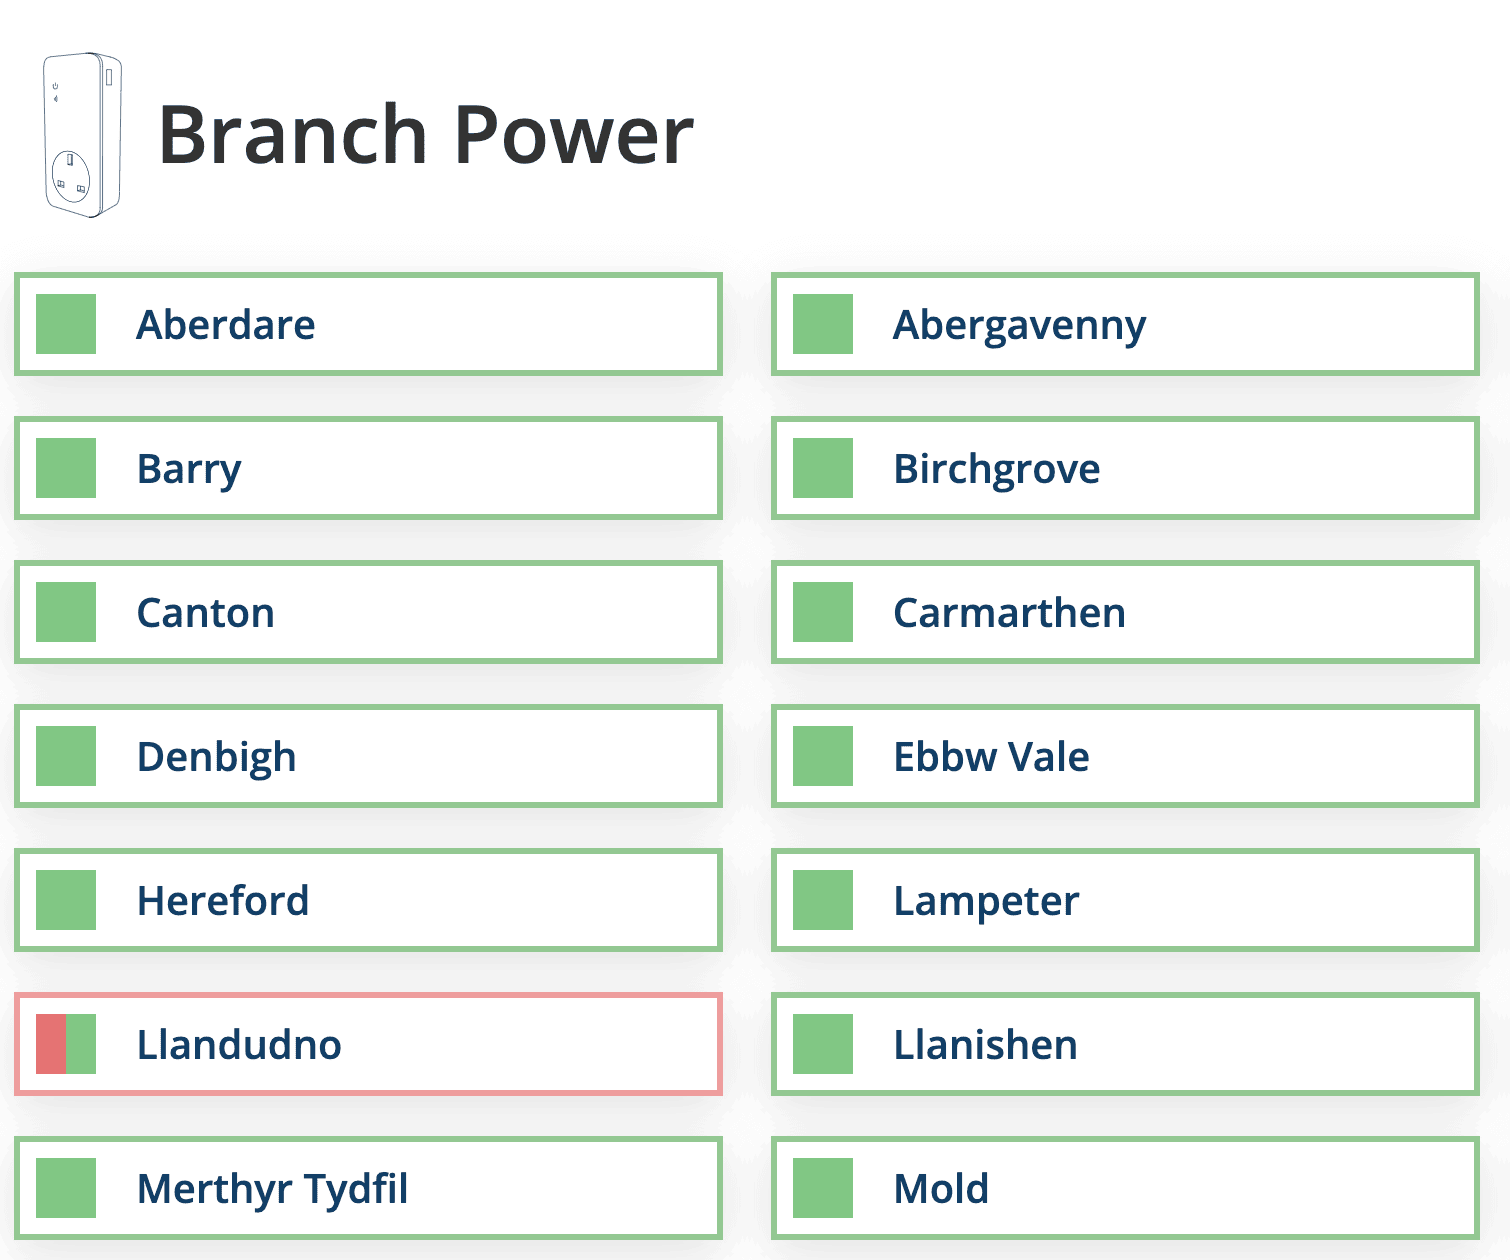 Branch Power
Aberdare
Abergavenny
Barry
Birchgrove
Canton
Carmarthen
Denbigh
Ebbw Vale
Hereford
Lampeter
Llandudno
Llanishen
Merthyr Tydfil
Mold